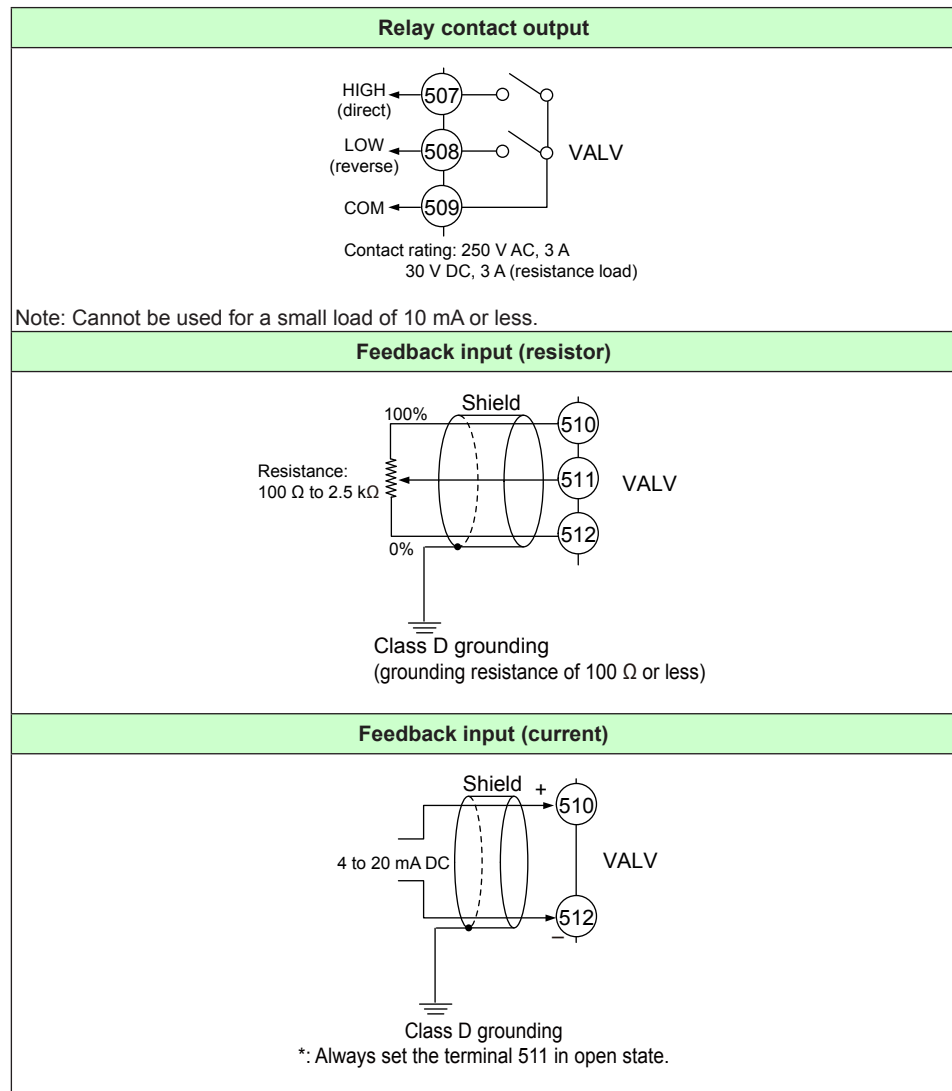 Relay contact output
HIGH
(direct)
507
LOW
(reverse)
508
VALV
COM
509
Contact rating: 250 V AC, 3 A
30 V DC, 3 A (resistance load)
Note: Cannot be used for a small load of 10 mA or less.
Feedback input (resistor)
Shield
100%
510
Resistance:
100 Ω to 2.5 kΩ
511
VALV
512
0%
Class D grounding
(grounding resistance of 100 Ω or less)
Feedback input (current)
Shield
+
510
4 to 20 mA DC
VALV
512
–
Class D grounding
*: Always set the terminal 511 in open state.